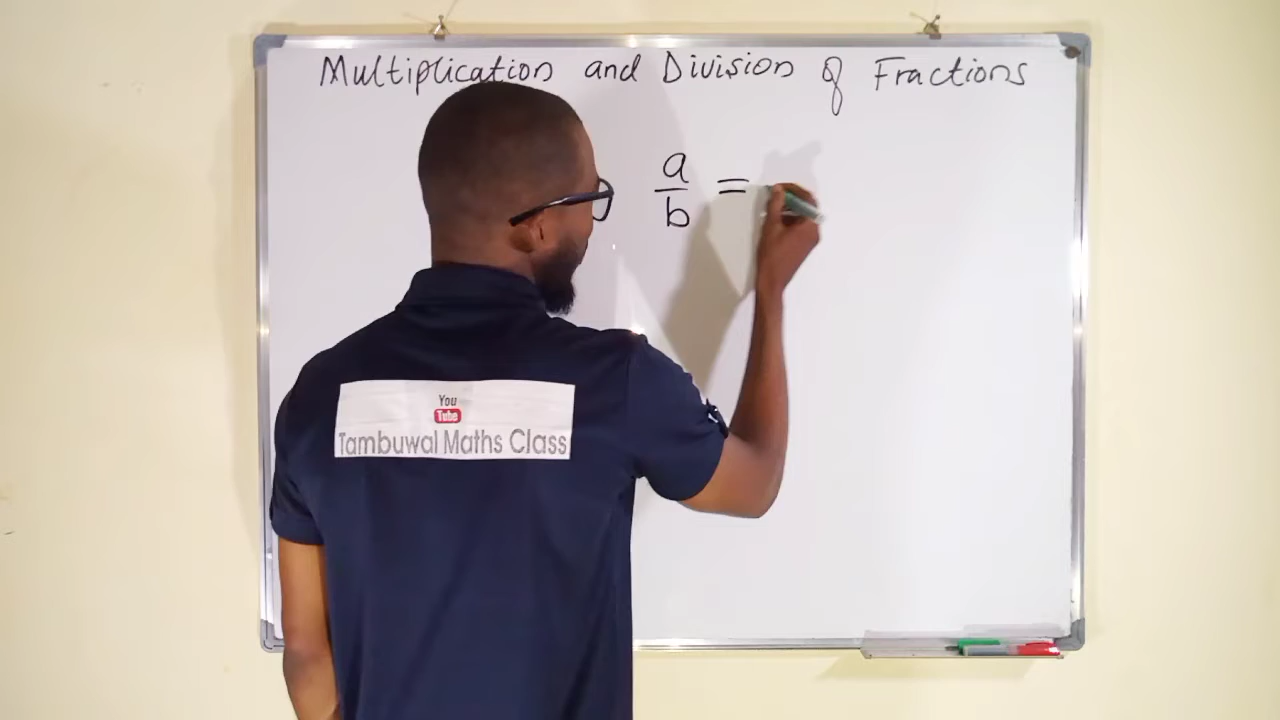 Multiplication and Division of Fractions
a
b
=
You
Tube
Tambuwal Maths Class